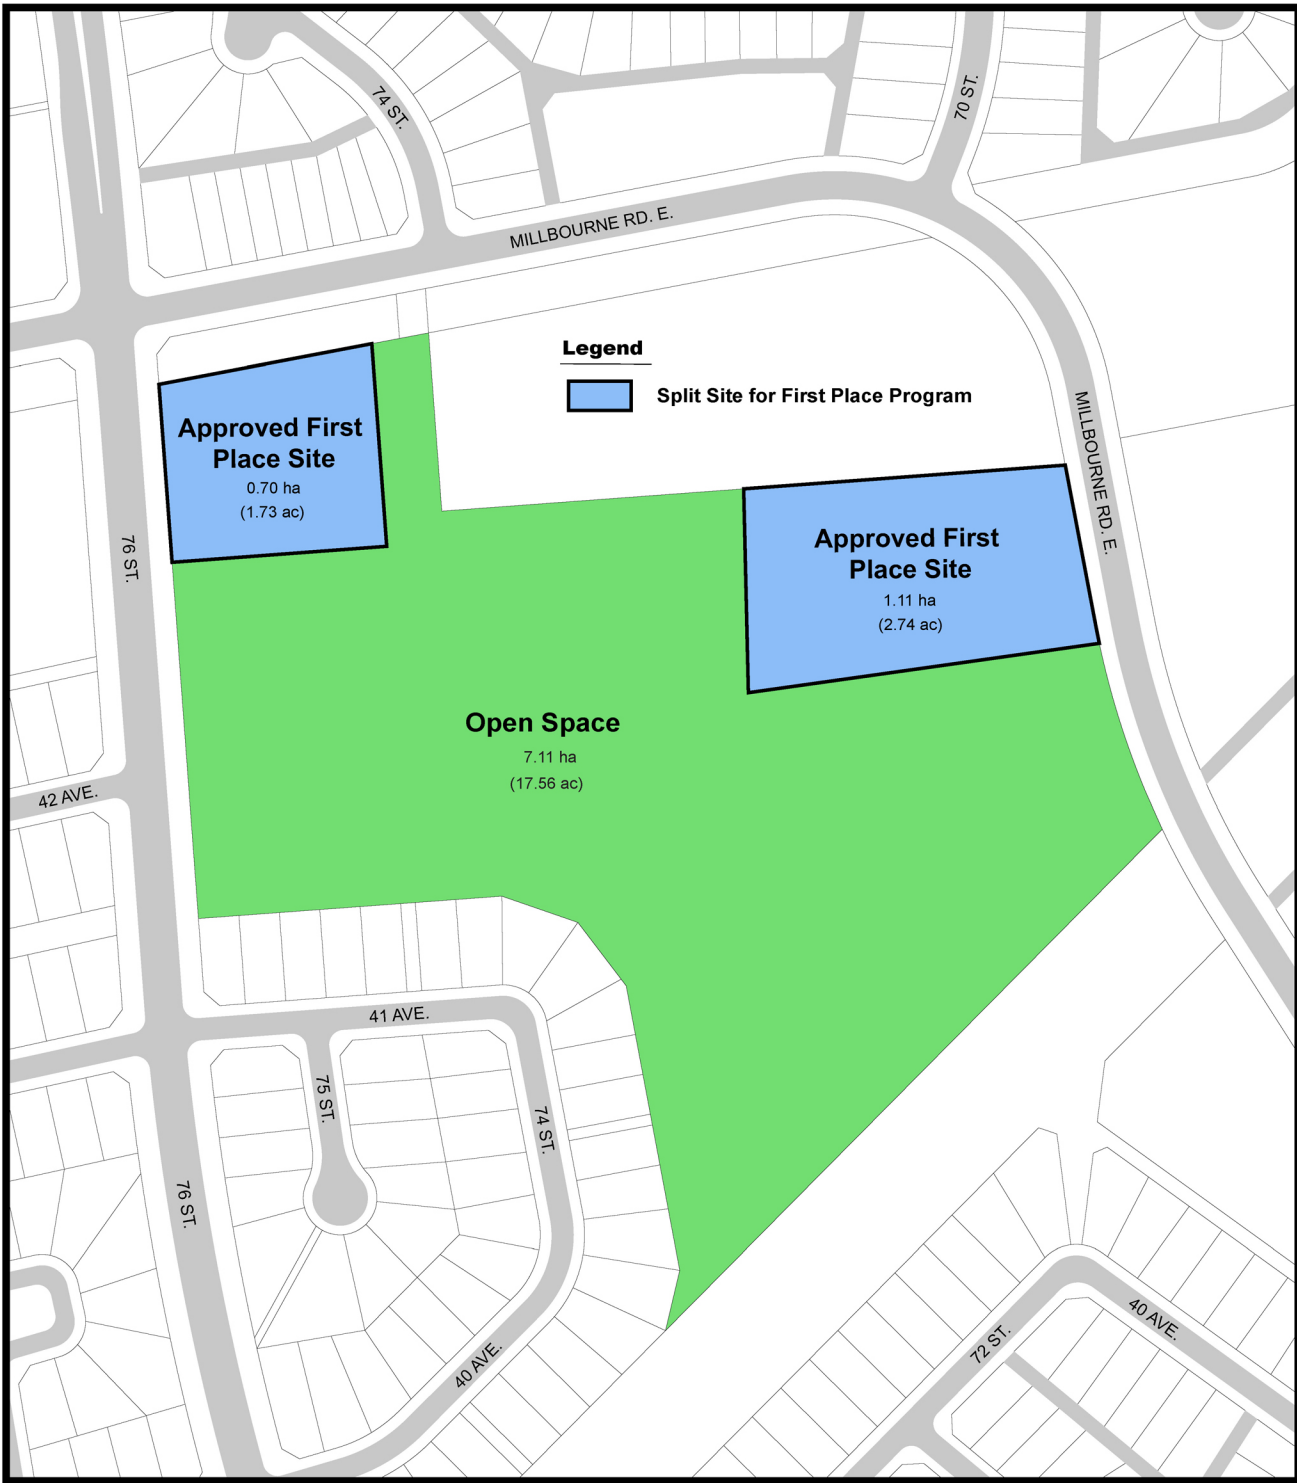 74 ST.
70 ST.
MILLBOURNE RD. E.
Legend
Split Site for First Place Program
Approved First
Place Site
0.70 ha
(1.73 ac)
MILLBOURNE RD. E.
76 ST.
Approved First
Place Site
1.11 ha
(2.74 ac)
Open Space
7.11 ha
(17.56 ac)
42 AVE.
41 AVE.
75 ST.
74 ST.
76 ST.
40 AVE.
72 ST.
40 AVE.